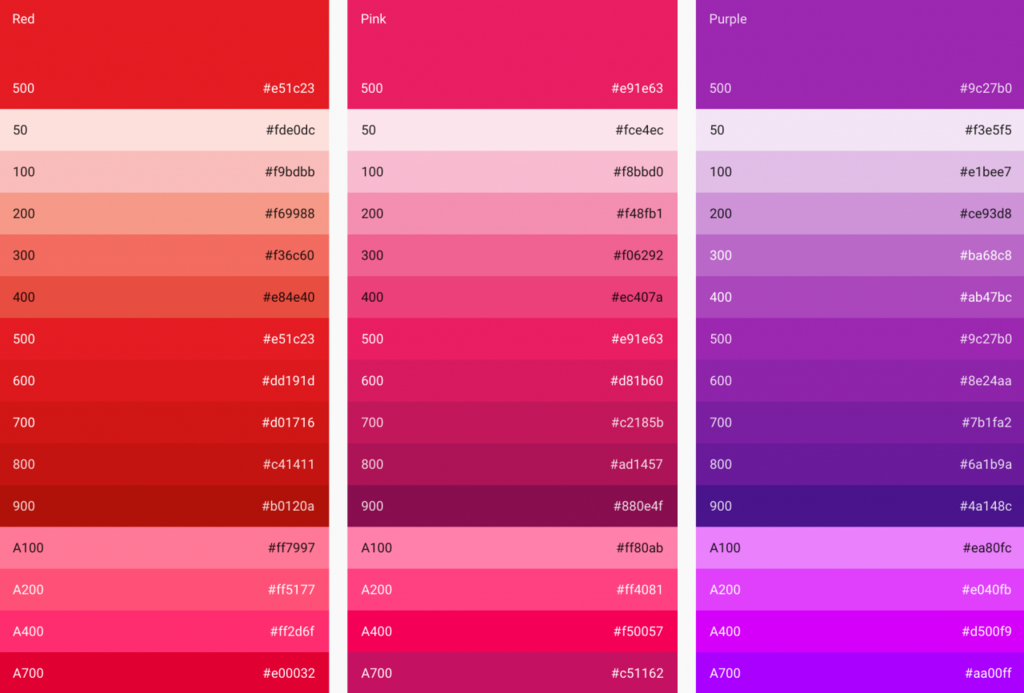 Red
500 #e51c23
50 #fde0dc
100 #f9bdbb
200 #f69988
300 #f36c60
400 #e84e40
500 #e51c23
600 #dd191d
700 #d01716
800 #c41411
900 #b0120a
A100 #ff7997
A200 #ff5177
A400 #ff2d6f
A700 #e00032
Pink
500 #e91e63
50 #fce4ec
100 #f8bbd0
200 #f48fb1
300 #f06292
400 #ec407a
500 #e91e63
600 #d81b60
700 #c2185b
800 #ad1457
900 #880e4f
A100 #ff80ab
A200 #ff4081
A400 #f50057
A700 #c51162
Purple
500 #9c27b0
50 #f3e5f5
100 #e1bee7
200 #ce93d8
300 #ba68c8
400 #ab47bc
500 #9c27b0
600 #8e24aa
700 #7b1fa2
800 #6a1b9a
900 #4a148c
A100 #ea80fc
A200 #e040fb
A400 #d500f9
A700 #aa00ff